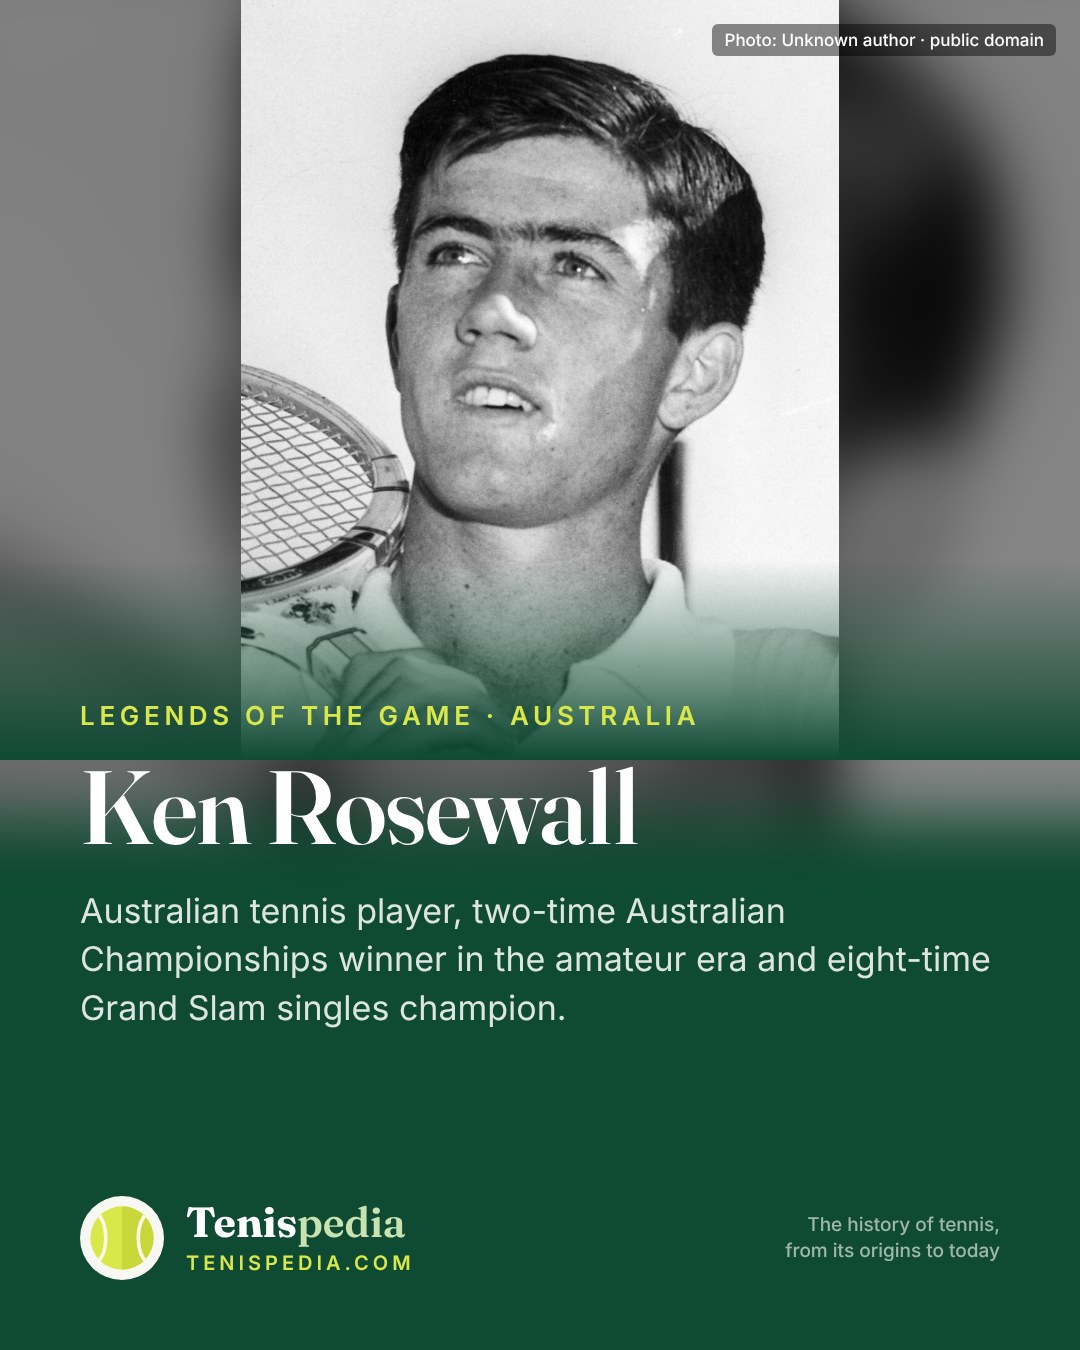 Photo: Unknown author · public domain
LEGENDS OF THE GAME · AUSTRALIA
Ken Rosewall
Australian tennis player, two-time Australian
Championships winner in the amateur era and eight-time
Grand Slam singles champion.
Tenispedia
TENISPEDIA.COM
The history of tennis,
from its origins to today